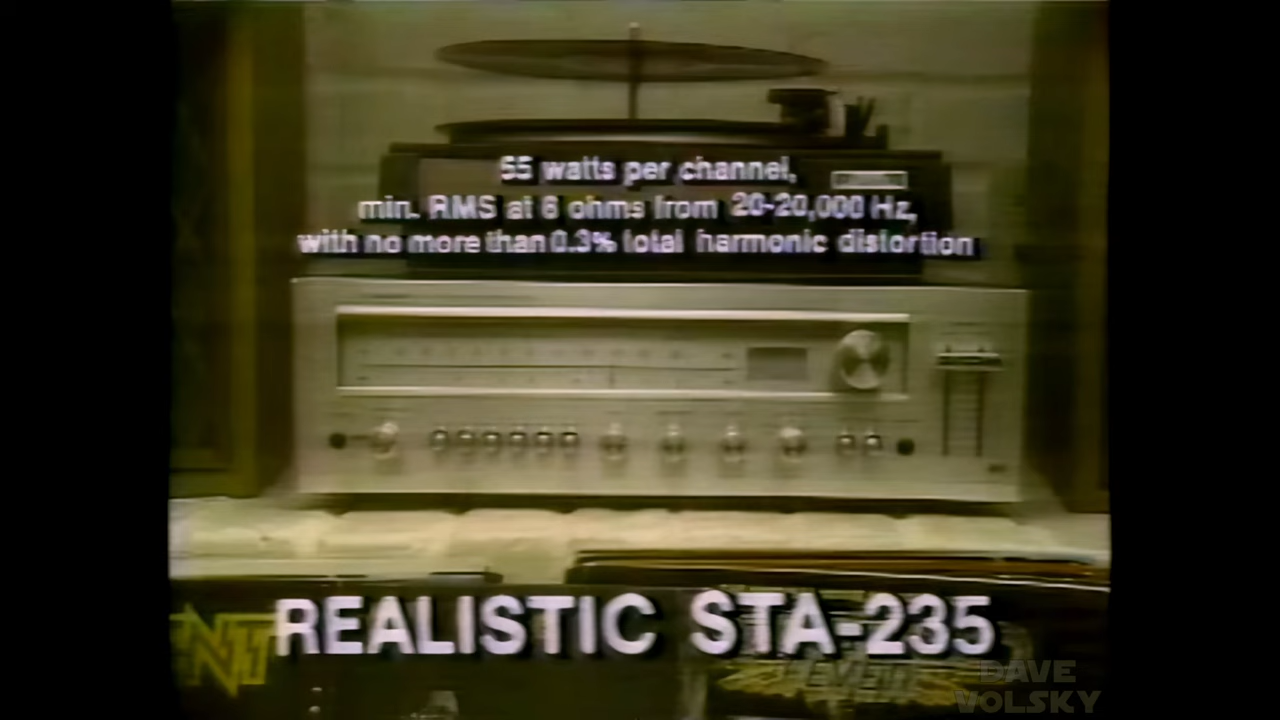 55 watts per channel,
min. RMS at 8 ohms from 20-20,000 Hz,
with no more than 0.3% total harmonic distortion
REALISTIC STA-235
DAVE
VOLSKY